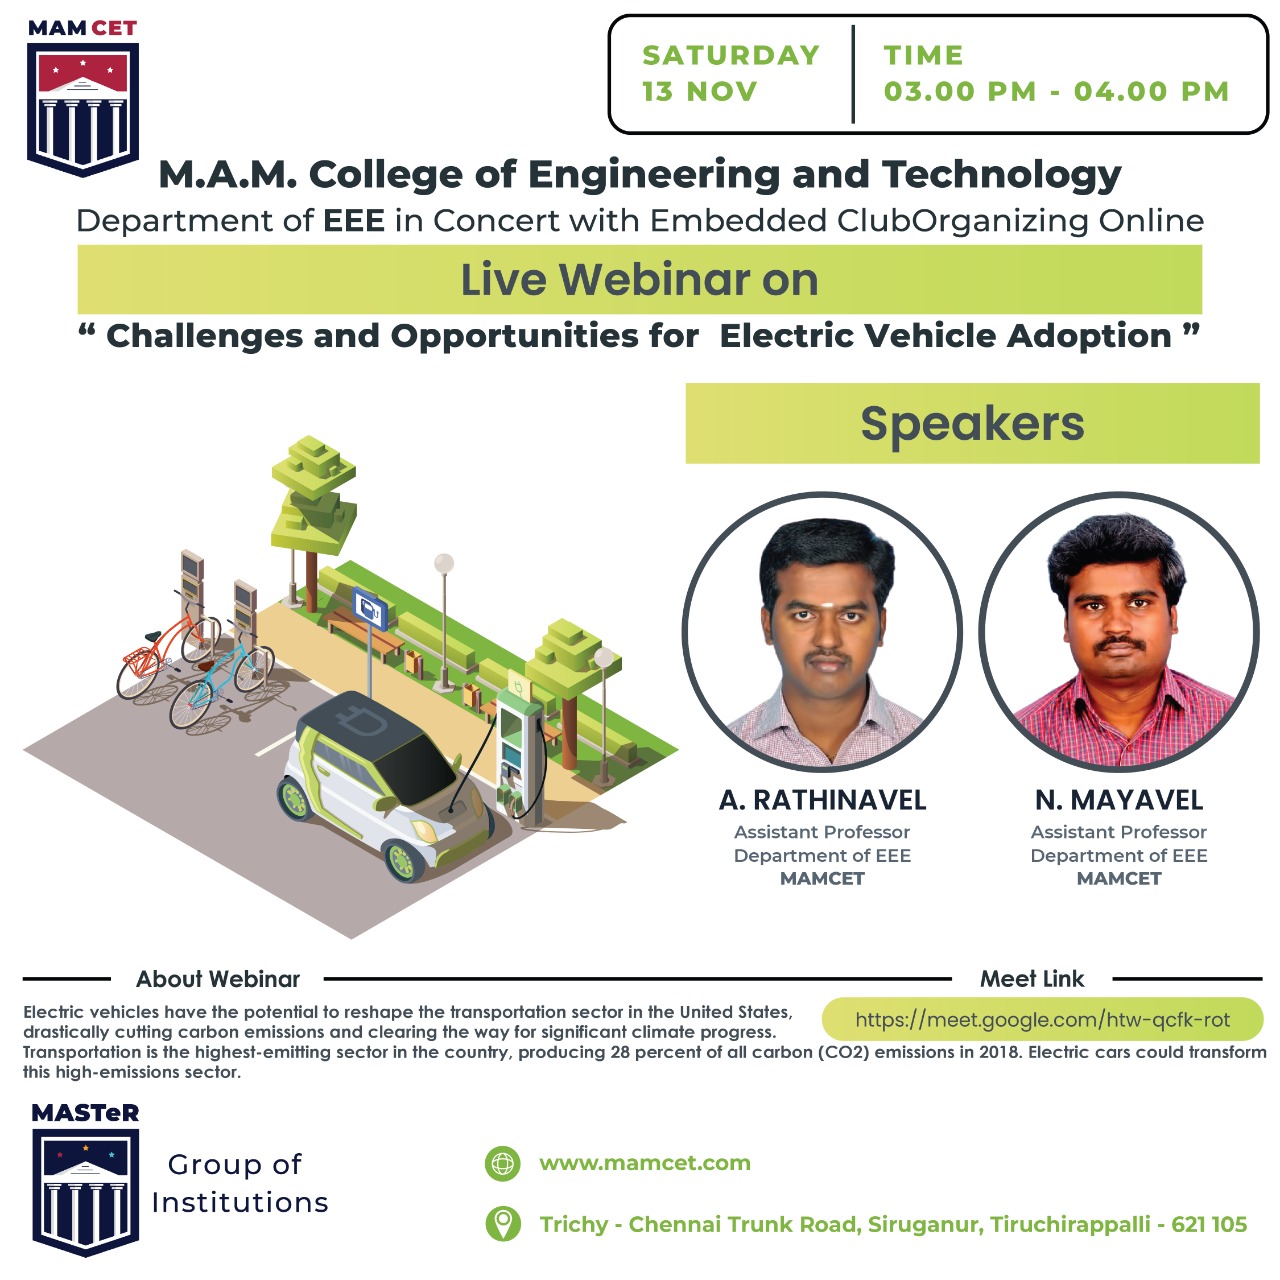 MAM CET
SATURDAY
13 NOV
TIME
03.00 PM - 04.00 PM
M.A.M. College of Engineering and Technology
Department of EEE in Concert with Embedded ClubOrganizing Online
Live Webinar on
“ Challenges and Opportunities for Electric Vehicle Adoption ”
Speakers
A. RATHINAVEL
Assistant Professor
Department of EEE
MAMCET
N. MAYAVEL
Assistant Professor
Department of EEE
MAMCET
About Webinar
Electric vehicles have the potential to reshape the transportation sector in the United States,
drastically cutting carbon emissions and clearing the way for significant climate progress.
Transportation is the highest-emitting sector in the country, producing 28 percent of all carbon (CO2) emissions in 2018. Electric cars could transform
this high-emissions sector.
Meet Link
https://meet.google.com/htw-qcfk-rot
MASTeR
Group of
Institutions
www.mamcet.com
Trichy - Chennai Trunk Road, Siruganur, Tiruchirappalli - 621 105